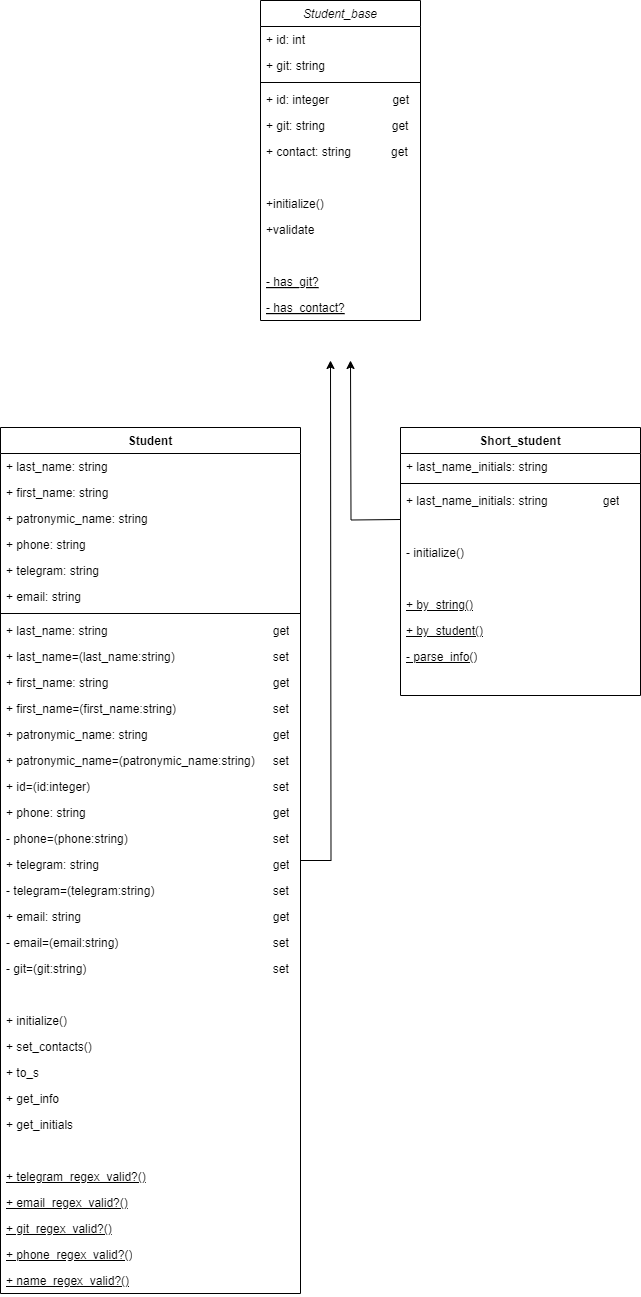 Student_base
+ id: int
+ git: string
+ id: integer get
+ git: string get
+ contact: string get
+initialize()
+validate
- has_git?
- has_contact?
Student
+ last_name: string
+ first_name: string
+ patronymic_name: string
+ phone: string
+ telegram: string
+ email: string
+ last_name: string get
+ last_name=(last_name:string) set
+ first_name: string get
+ first_name=(first_name:string) set
+ patronymic_name: string get
+ patronymic_name=(patronymic_name:string) set
+ id=(id:integer) set
+ phone: string get
- phone=(phone:string) set
+ telegram: string get
- telegram=(telegram:string) set
+ email: string get
- email=(email:string) set
- git=(git:string) set
+ initialize()
+ set_contacts()
+ to_s
+ get_info
+ get_initials
+ telegram_regex_valid?()
+ email_regex_valid?()
+ git_regex_valid?()
+ phone_regex_valid?()
+ name_regex_valid?()
Short_student
+ last_name_initials: string
+ last_name_initials: string get
- initialize()
+ by_string()
+ by_student()
- parse_info()